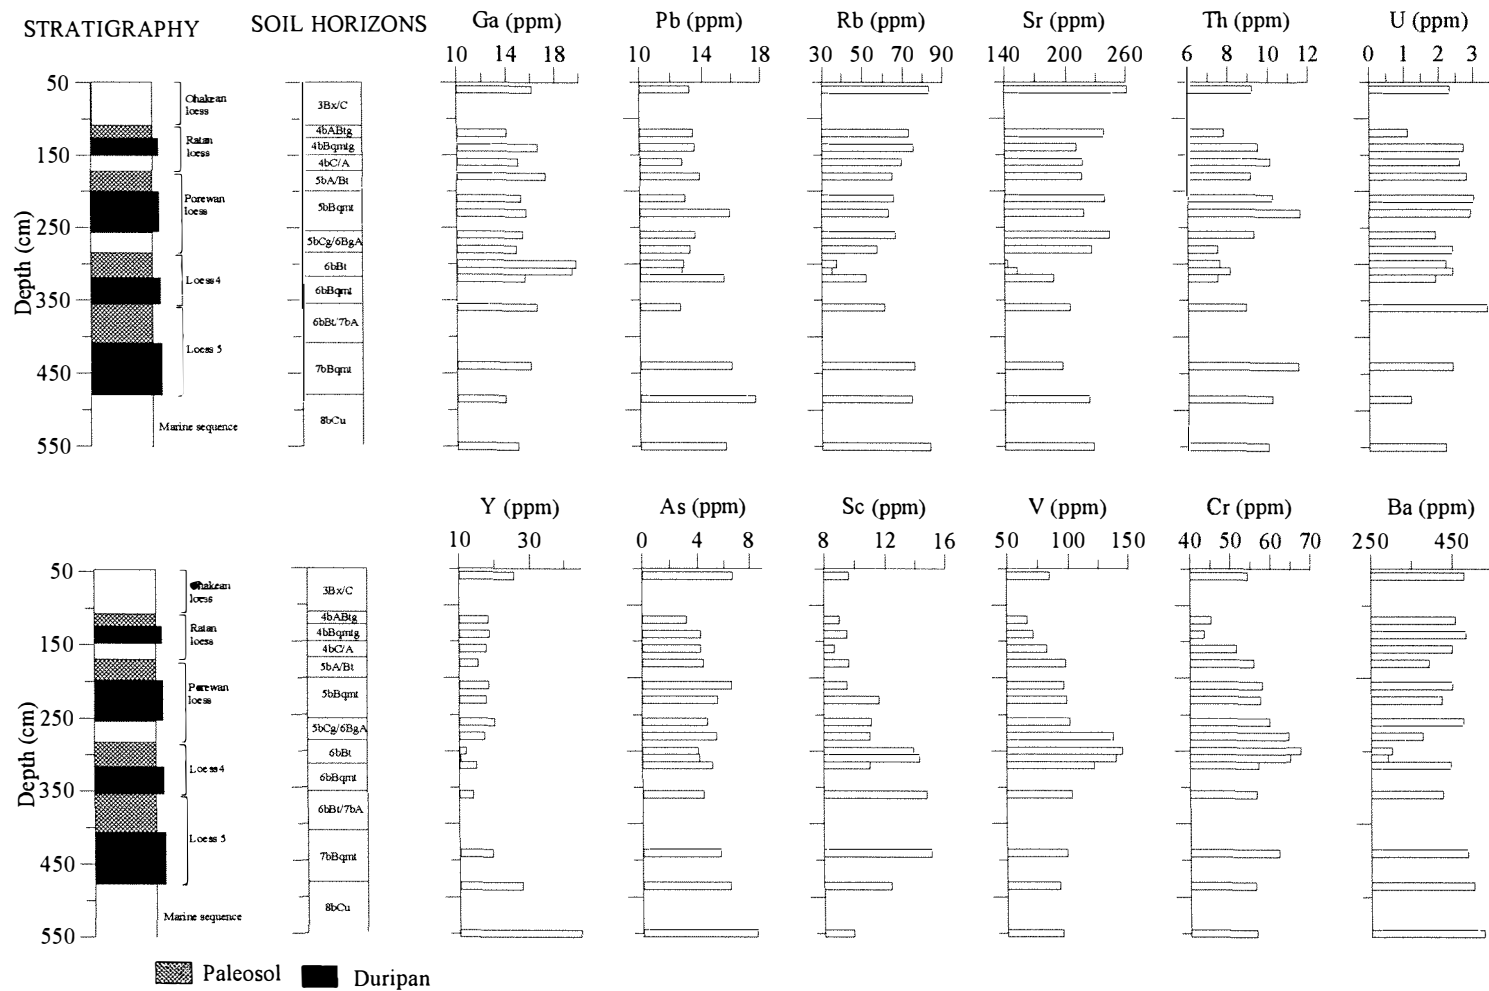 STRATIGRAPHY SOIL HORIZONS Ga (ppm) Pb (ppm) Rb (ppm) Sr (ppm) Th (ppm) U (ppm)
10 14 18 10 14 18 30 50 70 90 140 200 260 6 8 10 12 0 1 2 3
50
150
250
350
450
550
Depth (cm)
Ohakean
loess
Ratan
loess
Porewan
loess
Loess 4
Loess 5
Marine sequence
3Bx/C
4bABtg
4bBqmtg
4bC/A
5bA/Bt
5bBqmt
5bCg/6BgA
6bBt
6bBqmt
6bBt/7bA
7bBqmt
8bCu
Y (ppm) As (ppm) Sc (ppm) V (ppm) Cr (ppm) Ba (ppm)
10 30 0 4 8 8 12 16 50 100 150 40 50 60 70 250 450
50
150
250
350
450
550
Depth (cm)
Ohakean
loess
Ratan
loess
Porewan
loess
Loess 4
Loess 5
Marine sequence
3Bx/C
4bABtg
4bBqmtg
4bC/A
5bA/Bt
5bBqmt
5bCg/6BgA
6bBt
6bBqmt
6bBt/7bA
7bBqmt
8bCu
Paleosol Duripan